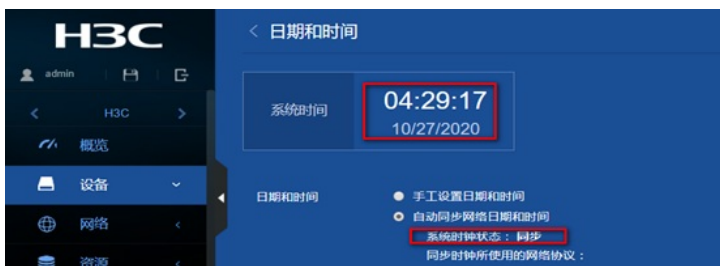 H3C
日期和时间
admin
H3C
概览
设备
网络
资源
系统时间
04:29:17
10/27/2020
日期和时间
手工设置日期和时间
自动同步网络日期和时间
系统时钟状态： 同步
同步时钟所使用的网络协议：